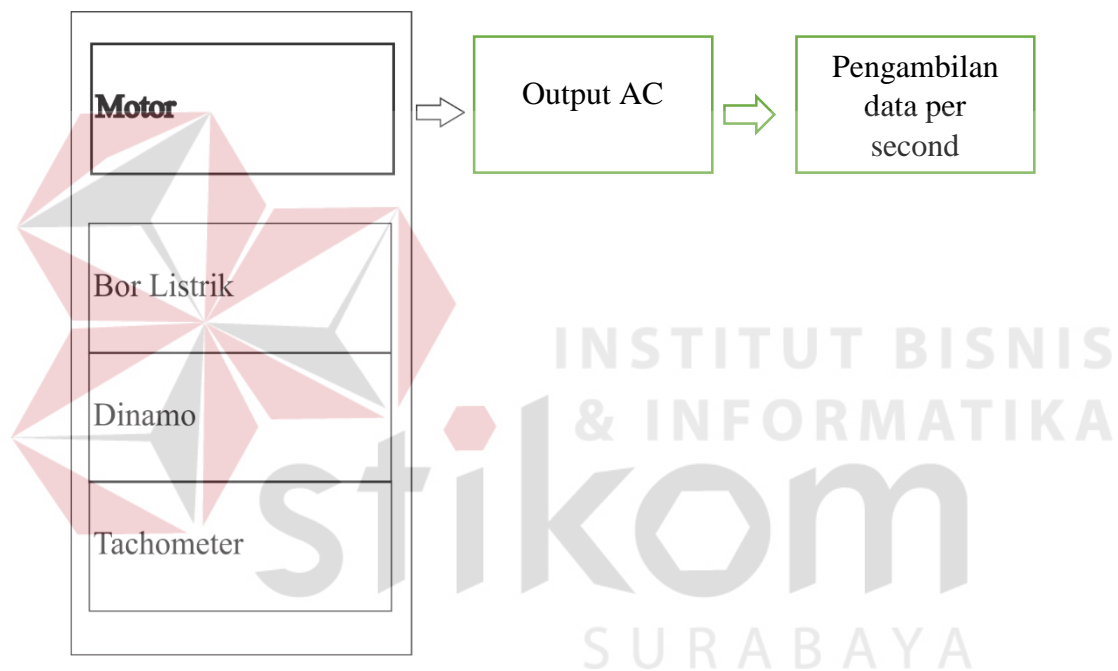 Motor
Output AC
Pengambilan
data per
second
Bor Listrik
Dinamo
Tachometer
INSTITUT BISNIS
& INFORMATIKA
stikom
SURABAYA